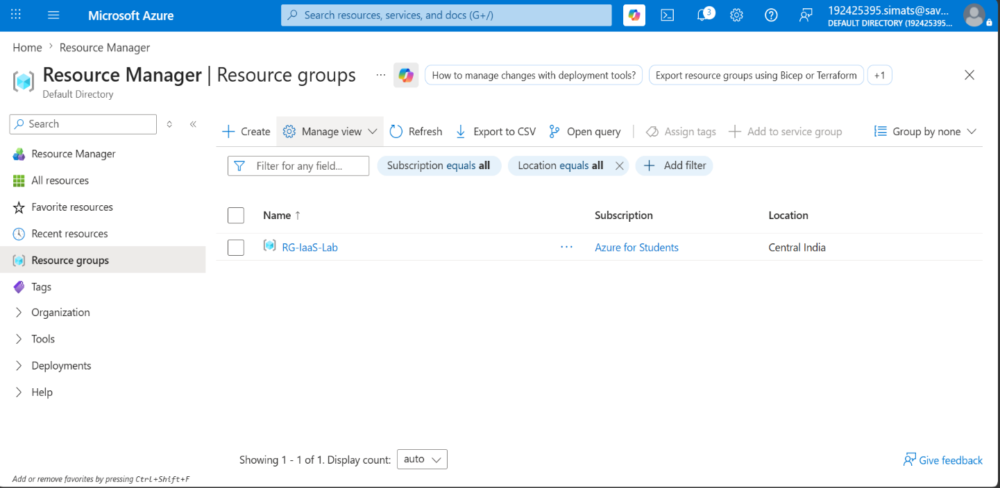 Microsoft Azure
Search resources, services, and docs (G+/)
3
192425395.simats@sav...
DEFAULT DIRECTORY (192425395...
Home > Resource Manager
Resource Manager | Resource groups ...
How to manage changes with deployment tools?
Export resource groups using Bicep or Terraform
+1
Default Directory
Search
Create
Manage view
Refresh
Export to CSV
Open query
Assign tags
Add to service group
Group by none
Resource Manager
All resources
Favorite resources
Recent resources
Resource groups
Tags
Organization
Tools
Deployments
Help
Filter for any field...
Subscription equals all
Location equals all
Add filter
Name ↑
Subscription
Location
RG-IaaS-Lab
...
Azure for Students
Central India
Showing 1 - 1 of 1. Display count:
auto
Give feedback
Add or remove favorites by pressing Ctrl+Shift+F